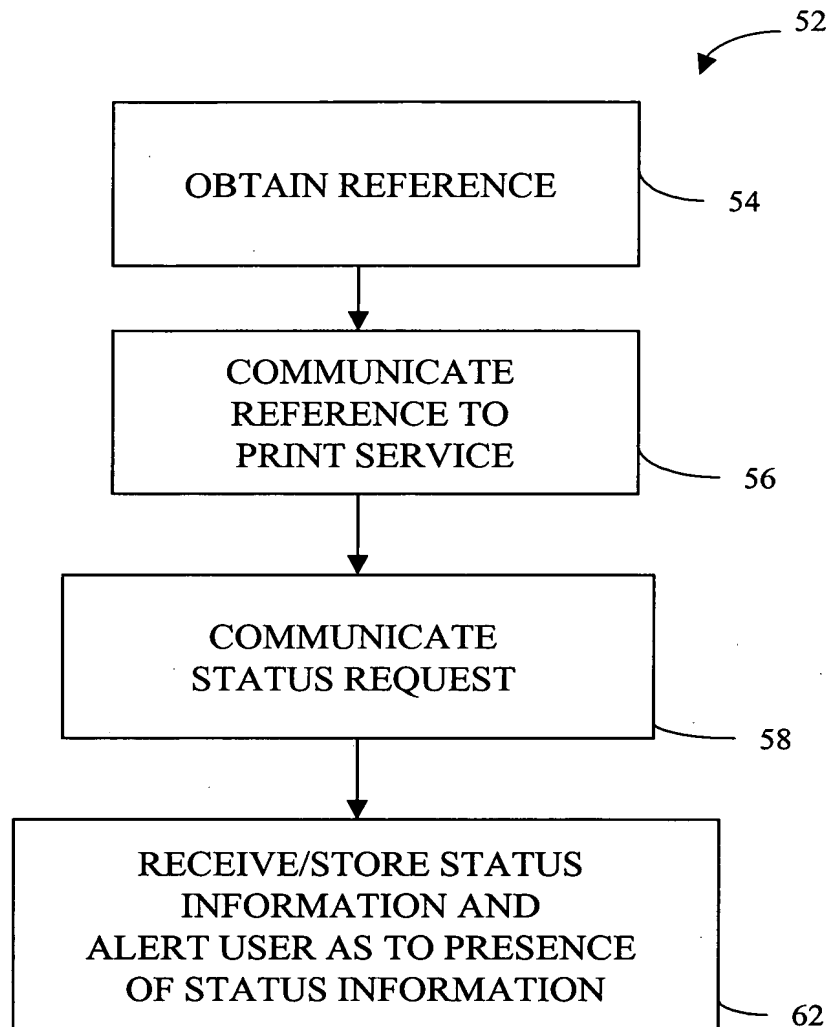 52
OBTAIN REFERENCE
54
COMMUNICATE
REFERENCE TO
PRINT SERVICE
56
COMMUNICATE
STATUS REQUEST
58
RECEIVE/STORE STATUS
INFORMATION AND
ALERT USER AS TO PRESENCE
OF STATUS INFORMATION
62